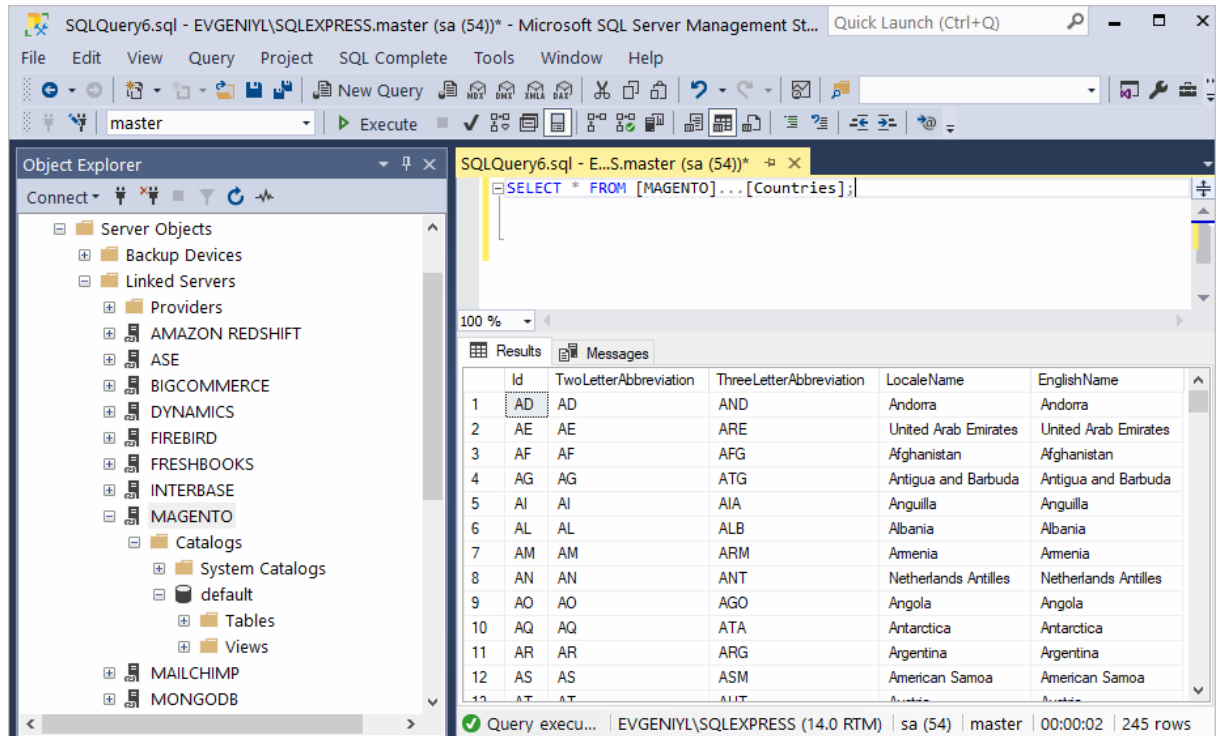 SQLQuery6.sql - EVGENIYL\SQLEXPRESS.master (sa (54))* - Microsoft SQL Server Management St...
Quick Launch (Ctrl+Q)
File Edit View Query Project SQL Complete Tools Window Help
New Query MDX DMX XMLA DAX
master Execute
Object Explorer
Connect
Server Objects
Backup Devices
Linked Servers
Providers
AMAZON REDSHIFT
ASE
BIGCOMMERCE
DYNAMICS
FIREBIRD
FRESHBOOKS
INTERBASE
MAGENTO
Catalogs
System Catalogs
default
Tables
Views
MAILCHIMP
MONGODB
SQLQuery6.sql - E...S.master (sa (54))*
SELECT * FROM [MAGENTO]...[Countries];
100 %
Results Messages
Id TwoLetterAbbreviation ThreeLetterAbbreviation LocaleName EnglishName
1 AD AD AND Andorra Andorra
2 AE AE ARE United Arab Emirates United Arab Emirates
3 AF AF AFG Afghanistan Afghanistan
4 AG AG ATG Antigua and Barbuda Antigua and Barbuda
5 AI AI AIA Anguilla Anguilla
6 AL AL ALB Albania Albania
7 AM AM ARM Armenia Armenia
8 AN AN ANT Netherlands Antilles Netherlands Antilles
9 AO AO AGO Angola Angola
10 AQ AQ ATA Antarctica Antarctica
11 AR AR ARG Argentina Argentina
12 AS AS ASM American Samoa American Samoa
Query execu... EVGENIYL\SQLEXPRESS (14.0 RTM) sa (54) master 00:00:02 245 rows